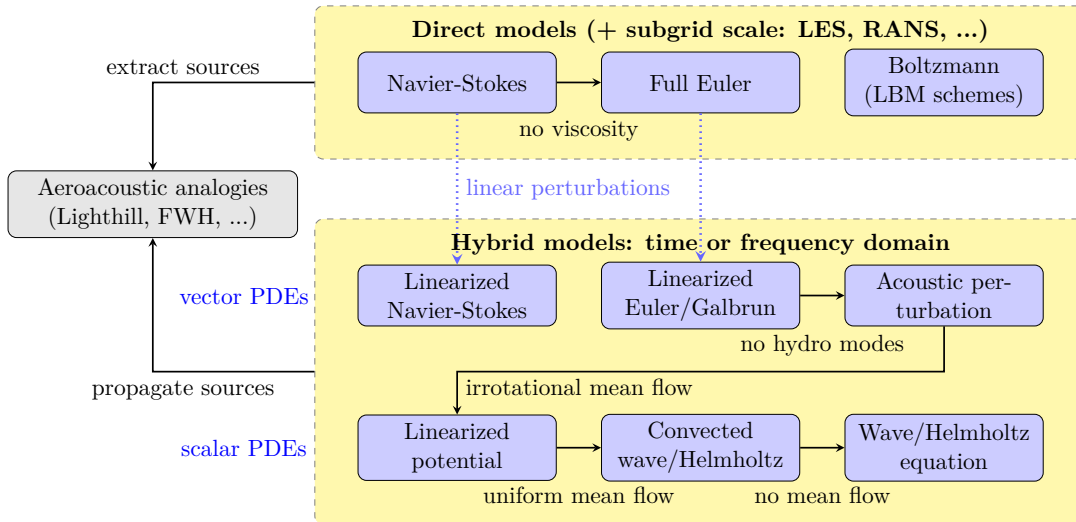 Direct models (+ subgrid scale: LES, RANS, ...)
extract sources
Navier-Stokes
Full Euler
Boltzmann
(LBM schemes)
no viscosity
Aeroacoustic analogies
(Lighthill, FWH, ...)
linear perturbations
Hybrid models: time or frequency domain
vector PDEs
Linearized
Navier-Stokes
Linearized
Euler/Galbrun
Acoustic per-
turbation
no hydro modes
propagate sources
irrotational mean flow
scalar PDEs
Linearized
potential
Convected
wave/Helmholtz
Wave/Helmholtz
equation
uniform mean flow
no mean flow